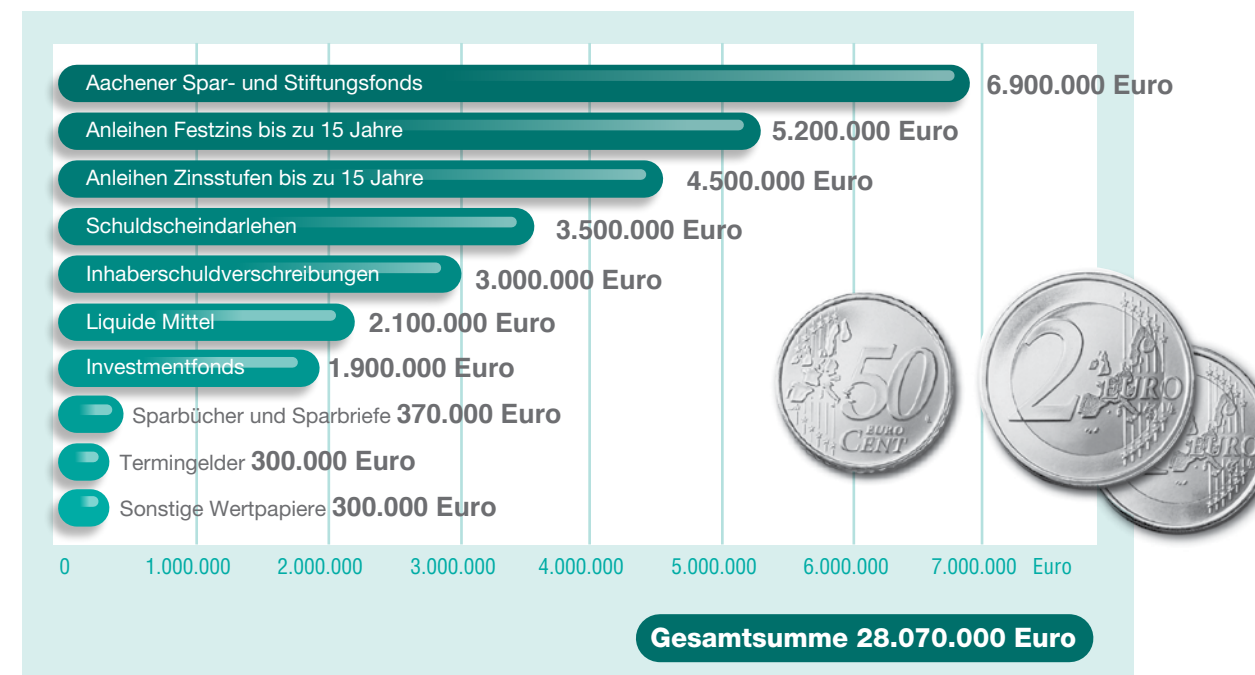 Aachener Spar- und Stiftungsfonds 6.900.000 Euro
Anleihen Festzins bis zu 15 Jahre 5.200.000 Euro
Anleihen Zinsstufen bis zu 15 Jahre 4.500.000 Euro
Schuldscheindarlehen 3.500.000 Euro
Inhaberschuldverschreibungen 3.000.000 Euro
Liquide Mittel 2.100.000 Euro
Investmentfonds 1.900.000 Euro
Sparbücher und Sparbriefe 370.000 Euro
Termingelder 300.000 Euro
Sonstige Wertpapiere 300.000 Euro
50
EURO
CENT
2
EURO
2
EURO
0 1.000.000 2.000.000 3.000.000 4.000.000 5.000.000 6.000.000 7.000.000 Euro
Gesamtsumme 28.070.000 Euro